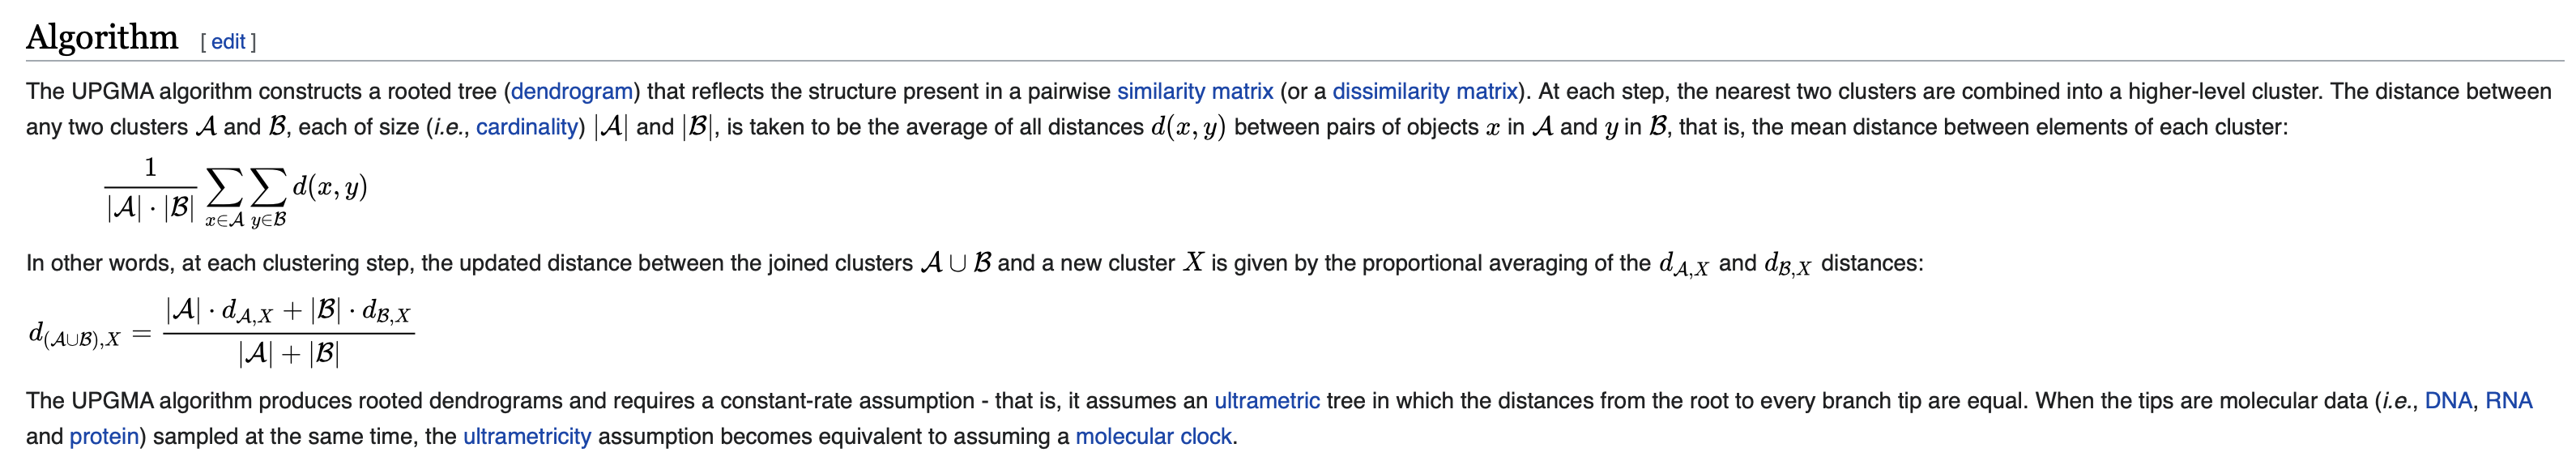 Algorithm [ edit ]
The UPGMA algorithm constructs a rooted tree (dendrogram) that reflects the structure present in a pairwise similarity matrix (or a dissimilarity matrix). At each step, the nearest two clusters are combined into a higher-level cluster. The distance between
any two clusters 𝒜 and ℬ, each of size (i.e., cardinality) |𝒜| and |ℬ|, is taken to be the average of all distances d(x, y) between pairs of objects x in 𝒜 and y in ℬ, that is, the mean distance between elements of each cluster:
\frac{1}{|\mathcal{A}| \cdot |\mathcal{B}|} \sum_{x \in \mathcal{A}} \sum_{y \in \mathcal{B}} d(x, y)
In other words, at each clustering step, the updated distance between the joined clusters 𝒜 ∪ ℬ and a new cluster X is given by the proportional averaging of the d_{\mathcal{A},X} and d_{\mathcal{B},X} distances:
d_{(\mathcal{A} \cup \mathcal{B}),X} = \frac{|\mathcal{A}| \cdot d_{\mathcal{A},X} + |\mathcal{B}| \cdot d_{\mathcal{B},X}}{|\mathcal{A}| + |\mathcal{B}|}
The UPGMA algorithm produces rooted dendrograms and requires a constant-rate assumption - that is, it assumes an ultrametric tree in which the distances from the root to every branch tip are equal. When the tips are molecular data (i.e., DNA, RNA
and protein) sampled at the same time, the ultrametricity assumption becomes equivalent to assuming a molecular clock.